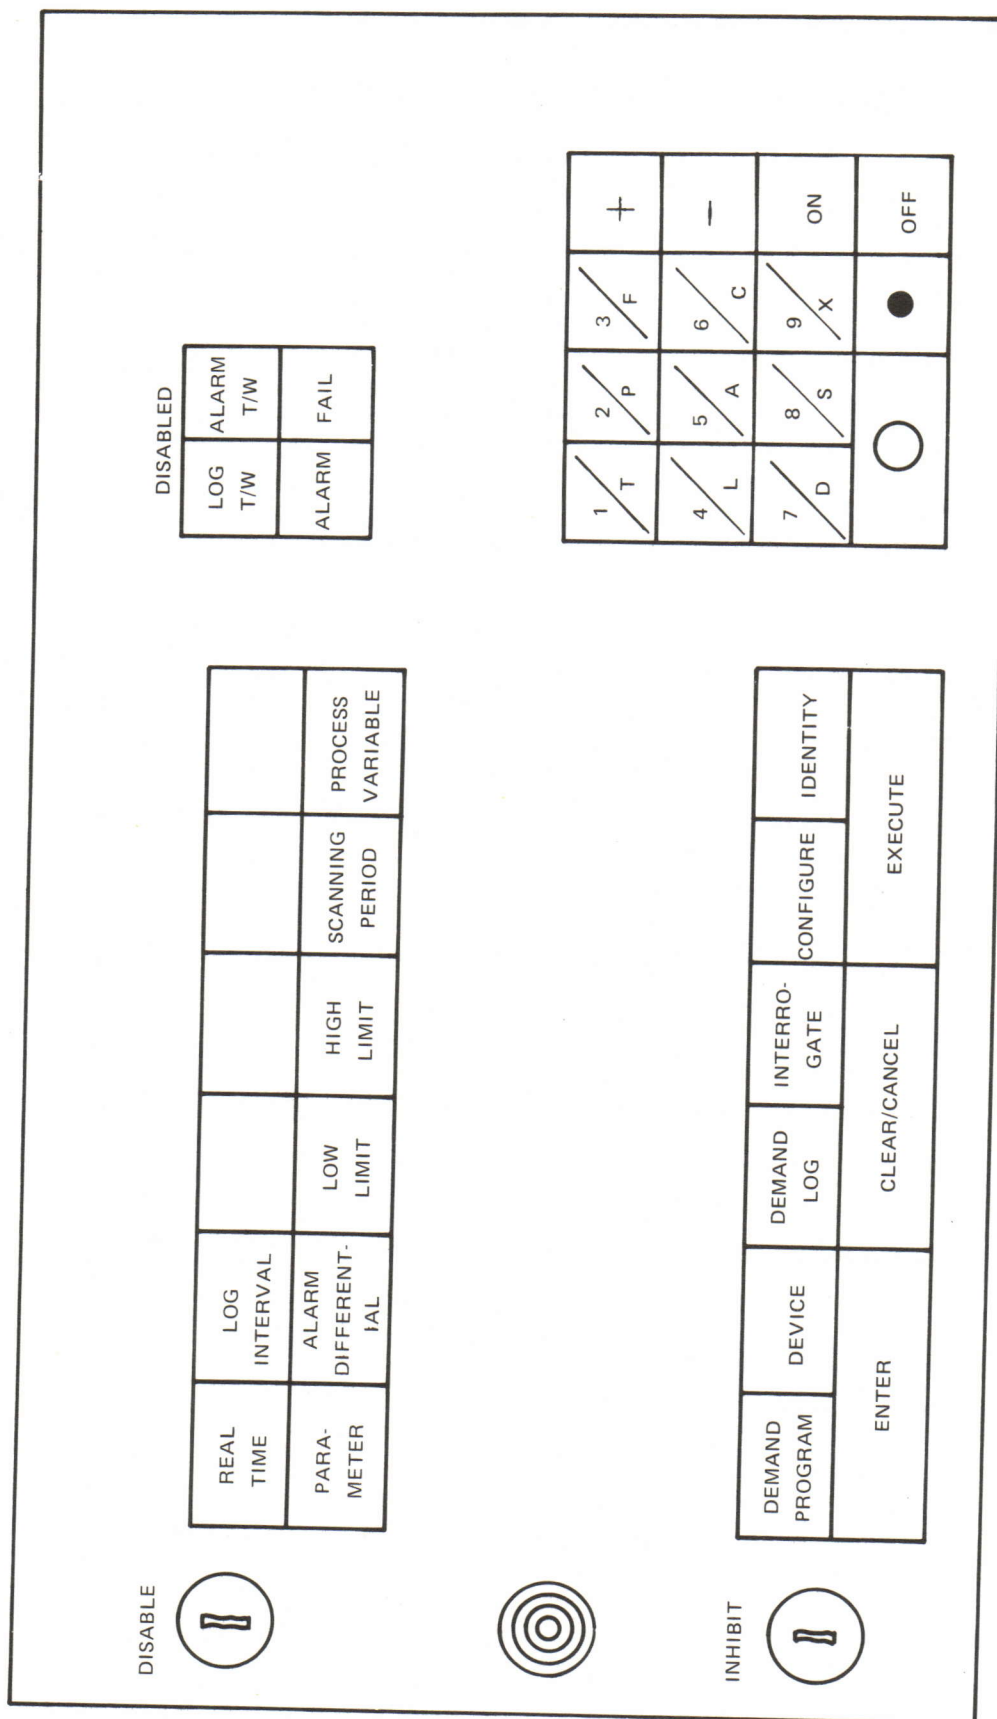 DISABLE
REAL
TIME
LOG
INTERVAL
PARA-
METER
ALARM
DIFFERENT-
IAL
LOW
LIMIT
HIGH
LIMIT
SCANNING
PERIOD
PROCESS
VARIABLE
DISABLED
LOG
T/W
ALARM
T/W
ALARM
FAIL
INHIBIT
DEMAND
PROGRAM
DEVICE
DEMAND
LOG
INTERRO-
GATE
CONFIGURE
IDENTITY
ENTER
CLEAR/CANCEL
EXECUTE
1/T
2/P
3/F
+
4/L
5/A
6/C
−
7/D
8/S
9/X
ON
OFF